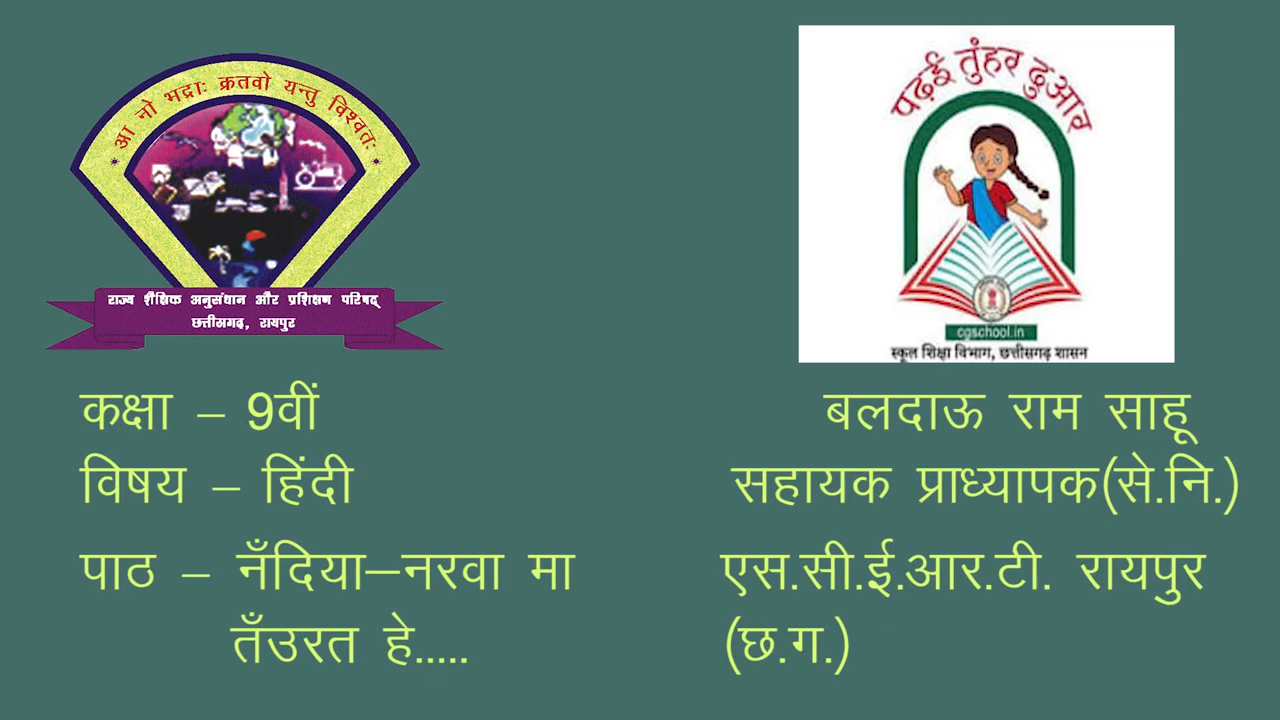 आ नो भद्राः क्रतवो यन्तु विश्वतः
राज्य शैक्षिक अनुसंधान और प्रशिक्षण परिषद्
छत्तीसगढ़, रायपुर
पढ़ई तुंहर दुआर
cgschool.in
स्कूल शिक्षा विभाग, छत्तीसगढ़ शासन
कक्षा – 9वीं
विषय – हिंदी
पाठ – नँदिया–नरवा मा
तँउरत हे.....
बलदाऊ राम साहू
सहायक प्राध्यापक(से.नि.)
एस.सी.ई.आर.टी. रायपुर
(छ.ग.)